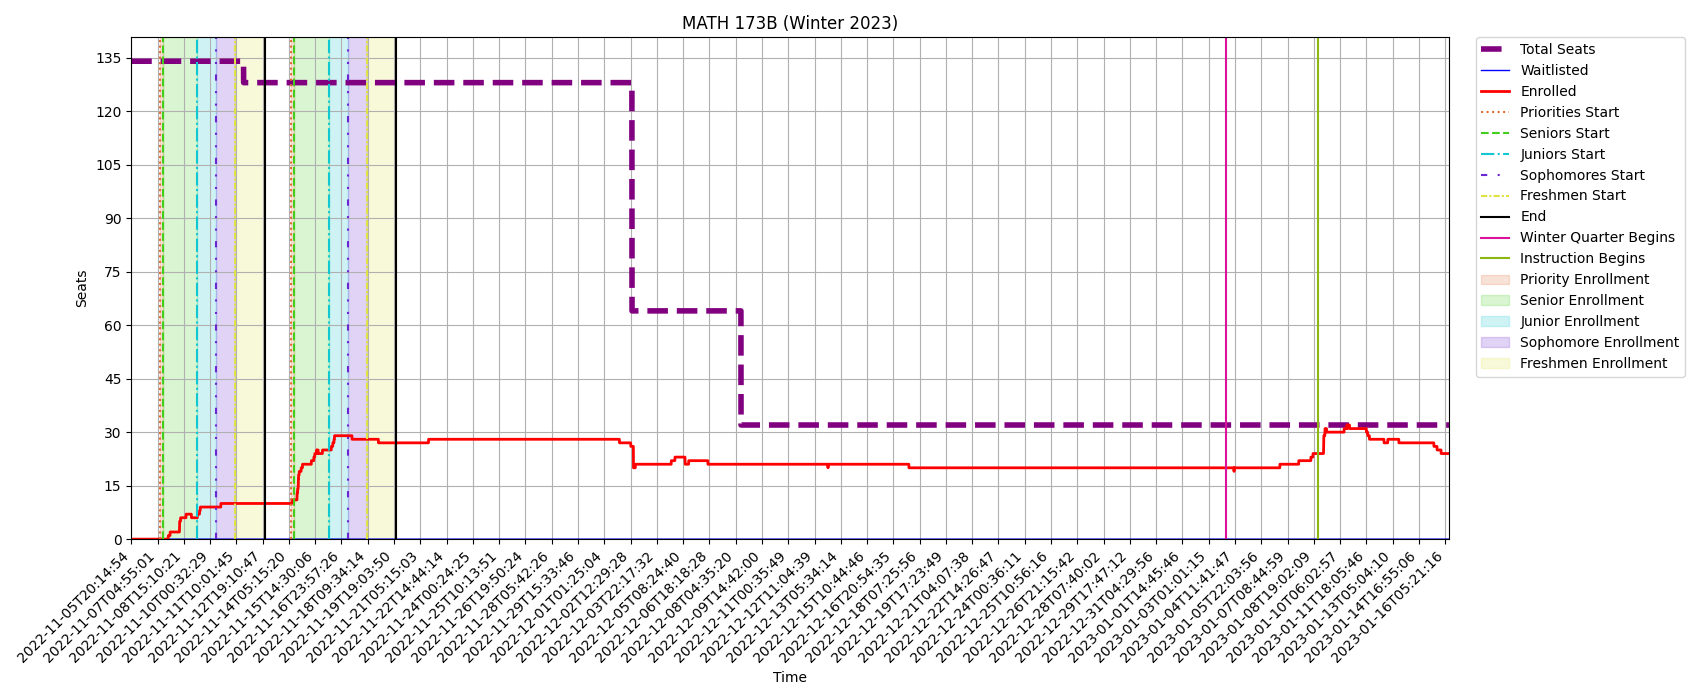 MATH 173B (Winter 2023)
Seats
135
120
105
90
75
60
45
30
15
0
2022-11-05T20:14:54
2022-11-07T04:55:01
2022-11-08T15:10:21
2022-11-10T00:32:29
2022-11-11T10:01:45
2022-11-12T19:10:47
2022-11-14T05:15:20
2022-11-15T14:30:06
2022-11-16T23:57:26
2022-11-18T09:34:14
2022-11-19T19:03:50
2022-11-21T05:15:03
2022-11-22T14:44:14
2022-11-24T00:24:25
2022-11-25T10:13:51
2022-11-26T19:50:24
2022-11-28T05:42:26
2022-11-29T15:33:46
2022-12-01T01:25:04
2022-12-02T12:29:28
2022-12-03T22:17:32
2022-12-05T08:24:40
2022-12-06T18:18:28
2022-12-08T04:35:20
2022-12-09T14:42:00
2022-12-11T00:35:49
2022-12-12T11:04:39
2022-12-13T05:34:14
2022-12-15T10:44:46
2022-12-16T20:54:35
2022-12-18T07:25:56
2022-12-19T17:23:49
2022-12-21T04:07:38
2022-12-22T14:26:47
2022-12-24T00:36:11
2022-12-25T10:56:16
2022-12-26T21:15:42
2022-12-28T07:40:02
2022-12-29T17:47:12
2022-12-31T04:29:56
2023-01-01T14:45:46
2023-01-03T01:01:15
2023-01-04T11:41:47
2023-01-05T22:03:56
2023-01-07T08:44:59
2023-01-08T19:02:09
2023-01-10T06:02:57
2023-01-11T18:05:46
2023-01-13T05:04:10
2023-01-14T16:55:06
2023-01-16T05:21:16
Time
Total Seats
Waitlisted
Enrolled
Priorities Start
Seniors Start
Juniors Start
Sophomores Start
Freshmen Start
End
Winter Quarter Begins
Instruction Begins
Priority Enrollment
Senior Enrollment
Junior Enrollment
Sophomore Enrollment
Freshmen Enrollment